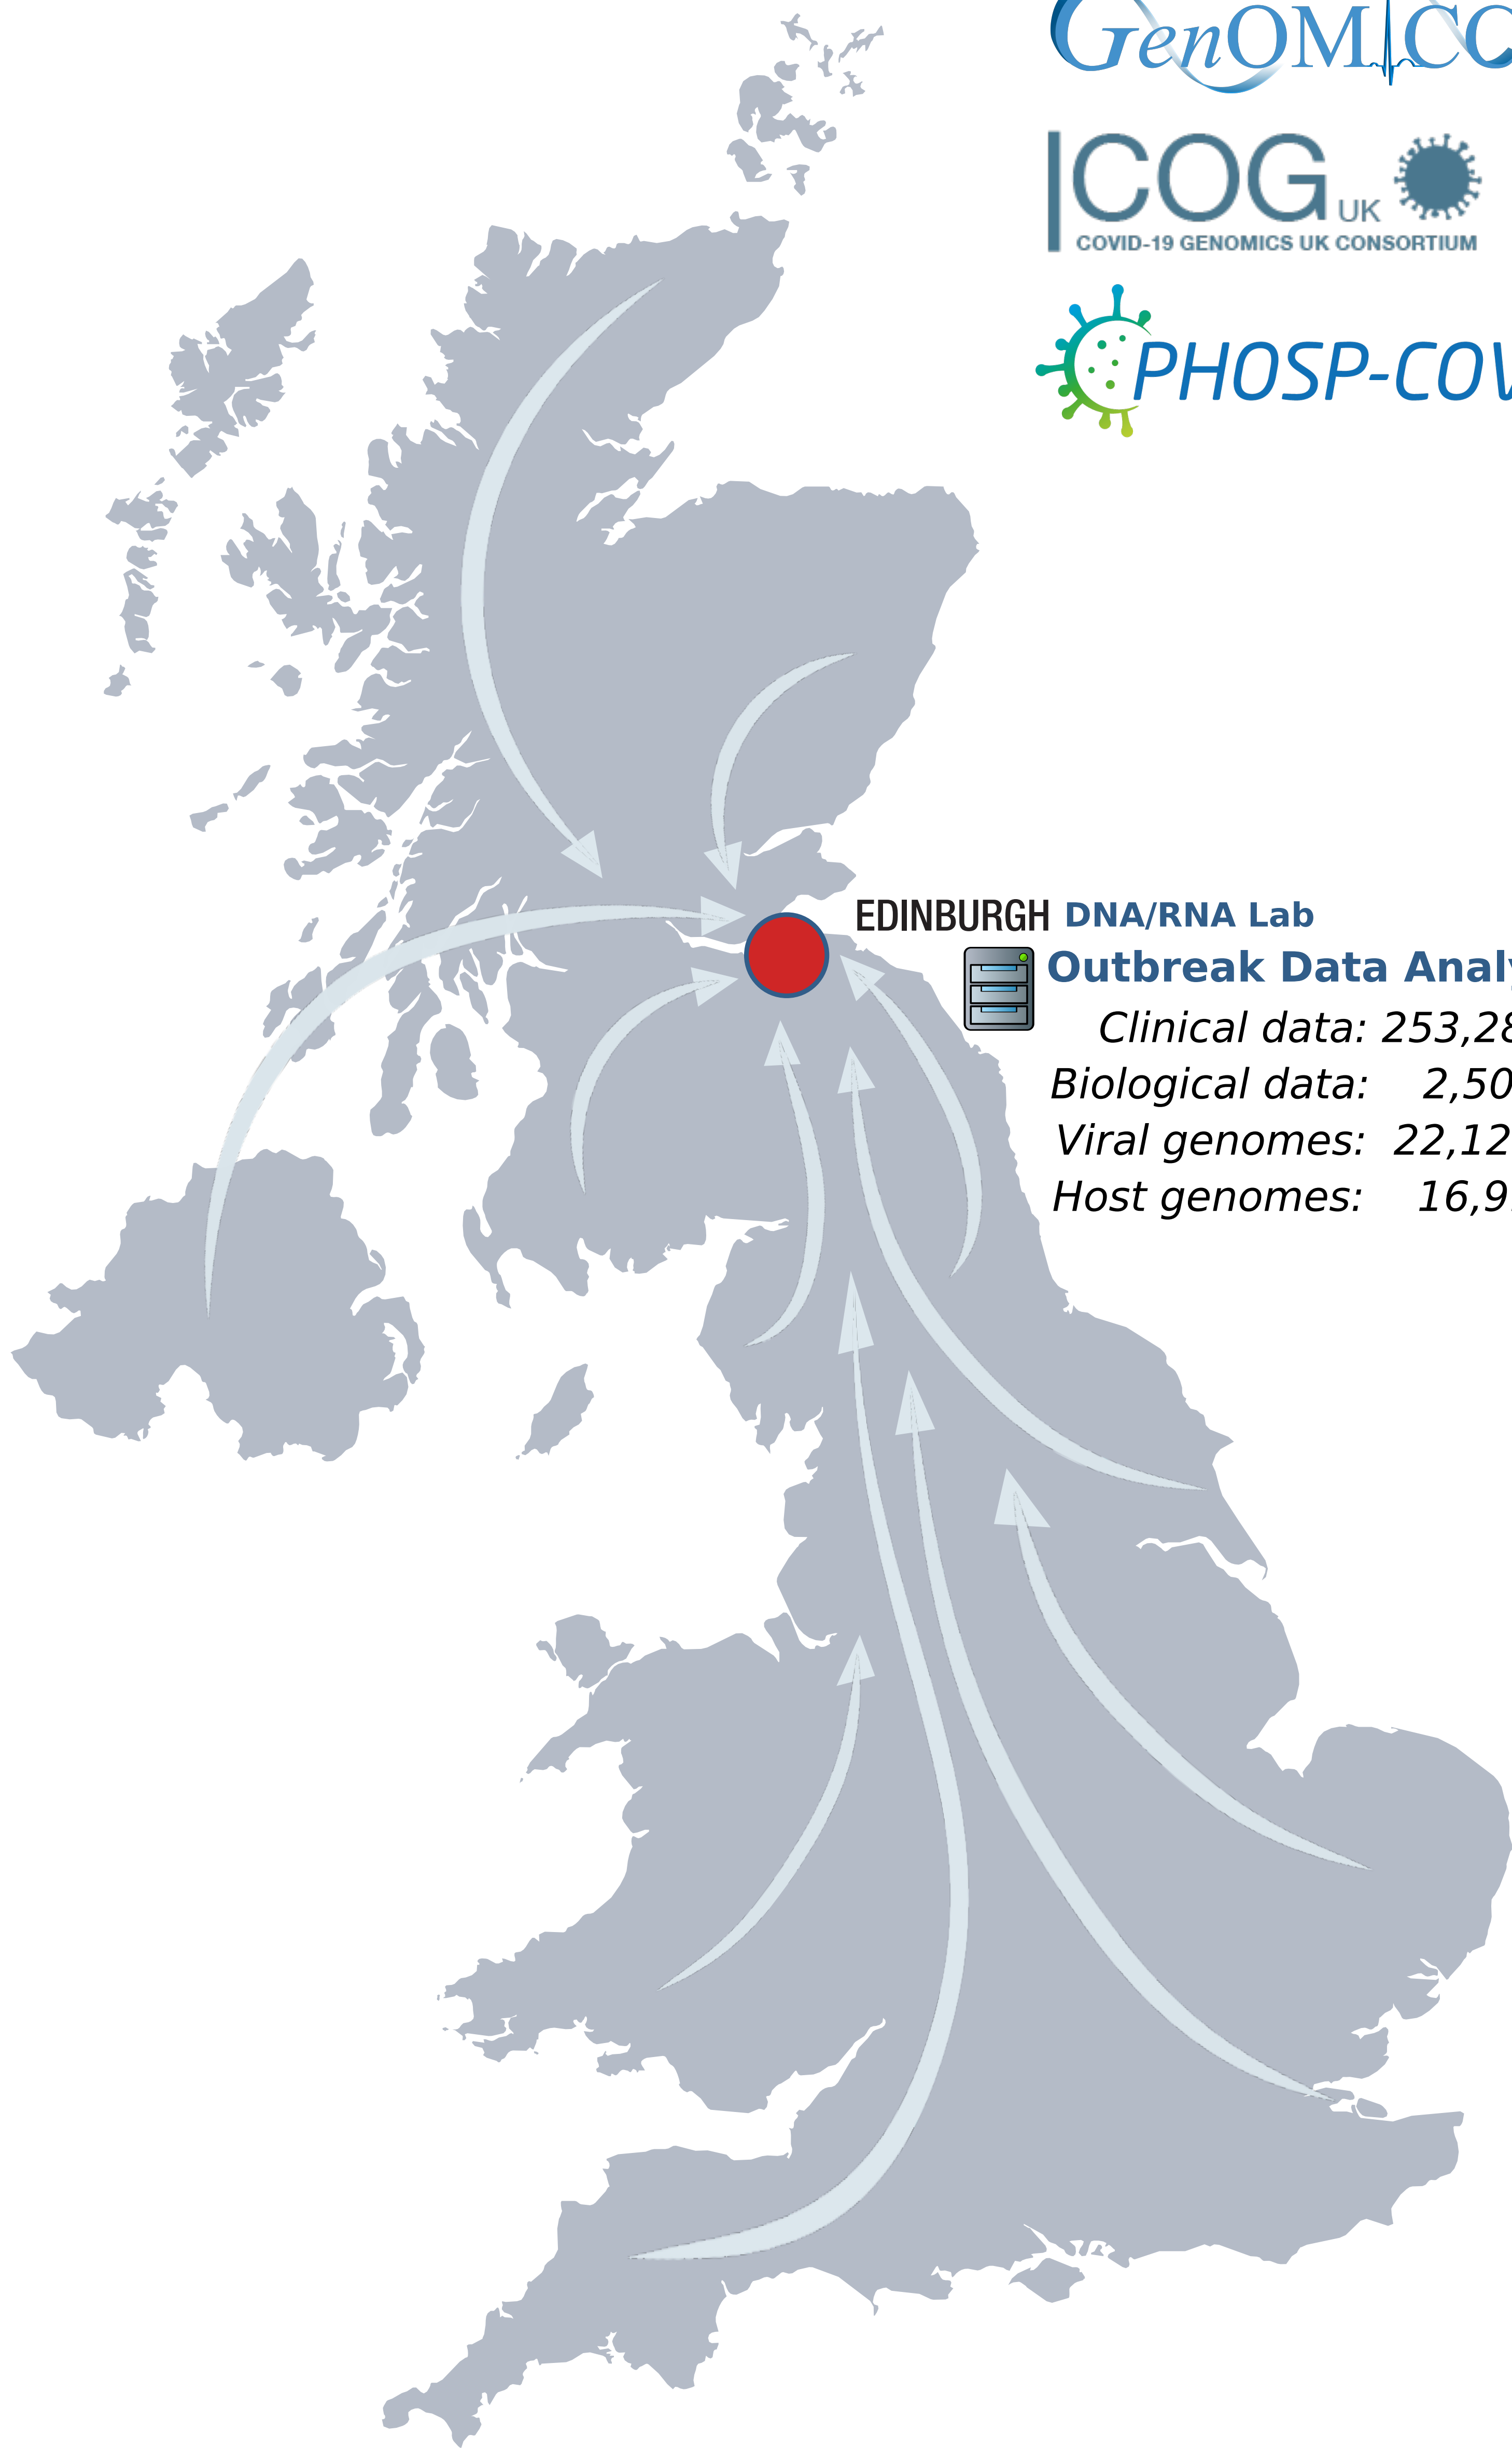 GenOMICC
COG UK
COVID-19 GENOMICS UK CONSORTIUM
PHOSP-COV
EDINBURGH DNA/RNA Lab
Outbreak Data Analy
Clinical data: 253,28
Biological data: 2,50
Viral genomes: 22,12
Host genomes: 16,9